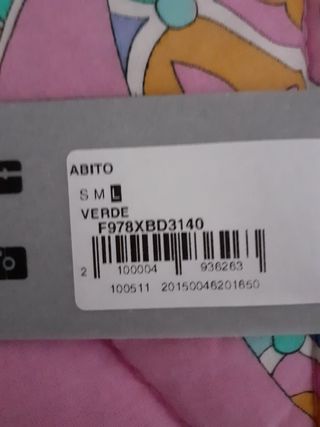 ABITO
S M L
VERDE
F978XBD3140
2 100004 936263
100511 20150046201650